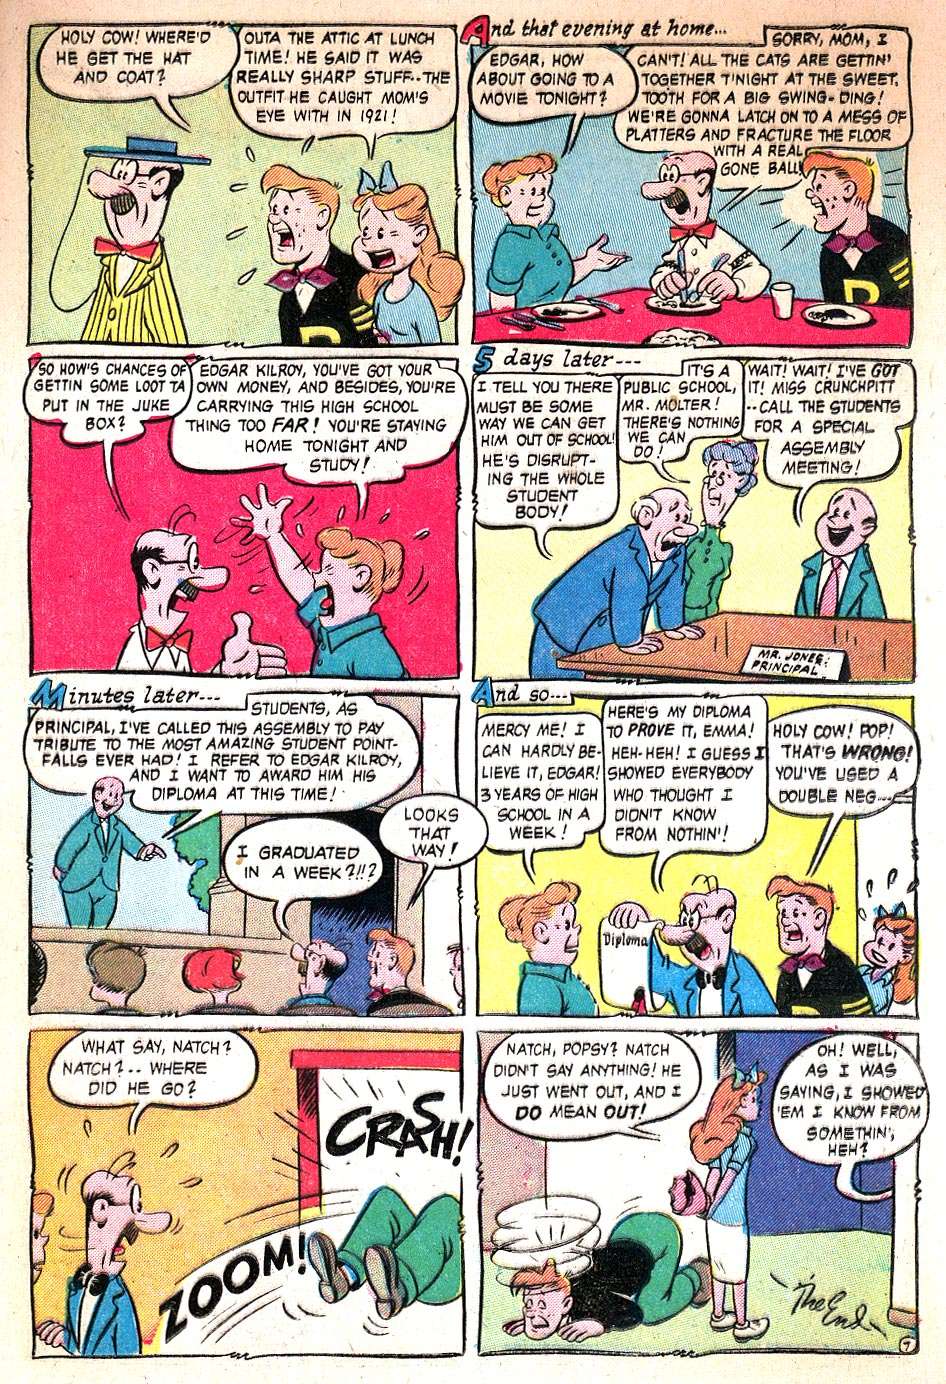 HOLY COW! WHERE'D
HE GET THE HAT
AND COAT?
OUTA THE ATTIC AT LUNCH
TIME! HE SAID IT WAS
REALLY SHARP STUFF--THE
OUTFIT HE CAUGHT MOM'S
EYE WITH IN 1921!
And that evening at home...
EDGAR, HOW
ABOUT GOING TO A
MOVIE TONIGHT?
SORRY, MOM, I
CAN'T! ALL THE CATS ARE GETTIN'
TOGETHER T'NIGHT AT THE SWEET
TOOTH FOR A BIG SWING-DING!
WE'RE GONNA LATCH ON TO A MESS OF
PLATTERS AND FRACTURE THE FLOOR
WITH A REAL
GONE BALL!
SO HOW'S CHANCES OF
GETTIN SOME LOOT TA
PUT IN THE JUKE
BOX?
EDGAR KILROY, YOU'VE GOT YOUR
OWN MONEY, AND BESIDES, YOU'RE
CARRYING THIS HIGH SCHOOL
THING TOO FAR! YOU'RE STAYING
HOME TONIGHT AND
STUDY!
5 days later---
I TELL YOU THERE
MUST BE SOME
WAY WE CAN GET
HIM OUT OF SCHOOL!
HE'S DISRUPT-
ING THE WHOLE
STUDENT
BODY!
IT'S A
PUBLIC SCHOOL,
MR. MOLTER!
THERE'S NOTHING
WE CAN
DO!
WAIT! WAIT! I'VE GOT
IT! MISS CRUNCHPITT
--CALL THE STUDENTS
FOR A SPECIAL
ASSEMBLY
MEETING!
MR. JONES:
PRINCIPAL
Minutes later---
STUDENTS, AS
PRINCIPAL, I'VE CALLED THIS ASSEMBLY TO PAY
TRIBUTE TO THE MOST AMAZING STUDENT POINT-
FALLS EVER HAD! I REFER TO EDGAR KILROY,
AND I WANT TO AWARD HIM HIS
DIPLOMA AT THIS TIME!
I GRADUATED
IN A WEEK?!!?
LOOKS
THAT
WAY!
And so---
MERCY ME! I
CAN HARDLY BE-
LIEVE IT, EDGAR!
3 YEARS OF HIGH
SCHOOL IN A
WEEK!
HERE'S MY DIPLOMA
TO PROVE IT, EMMA!
HEH-HEH! I GUESS I
SHOWED EVERYBODY
WHO THOUGHT I
DIDN'T KNOW
FROM NOTHIN'!
HOLY COW! POP!
THAT'S WRONG!
YOU'VE USED A
DOUBLE NEG---
Diploma
WHAT SAY, NATCH?
NATCH?-- WHERE
DID HE GO?
ZOOM!
CRASH!
NATCH, POPSY? NATCH
DIDN'T SAY ANYTHING! HE
JUST WENT OUT, AND I
DO MEAN OUT!
OH! WELL,
AS I WAS
SAYING, I SHOWED
'EM I KNOW FROM
SOMETHIN',
HEH?
The End
7